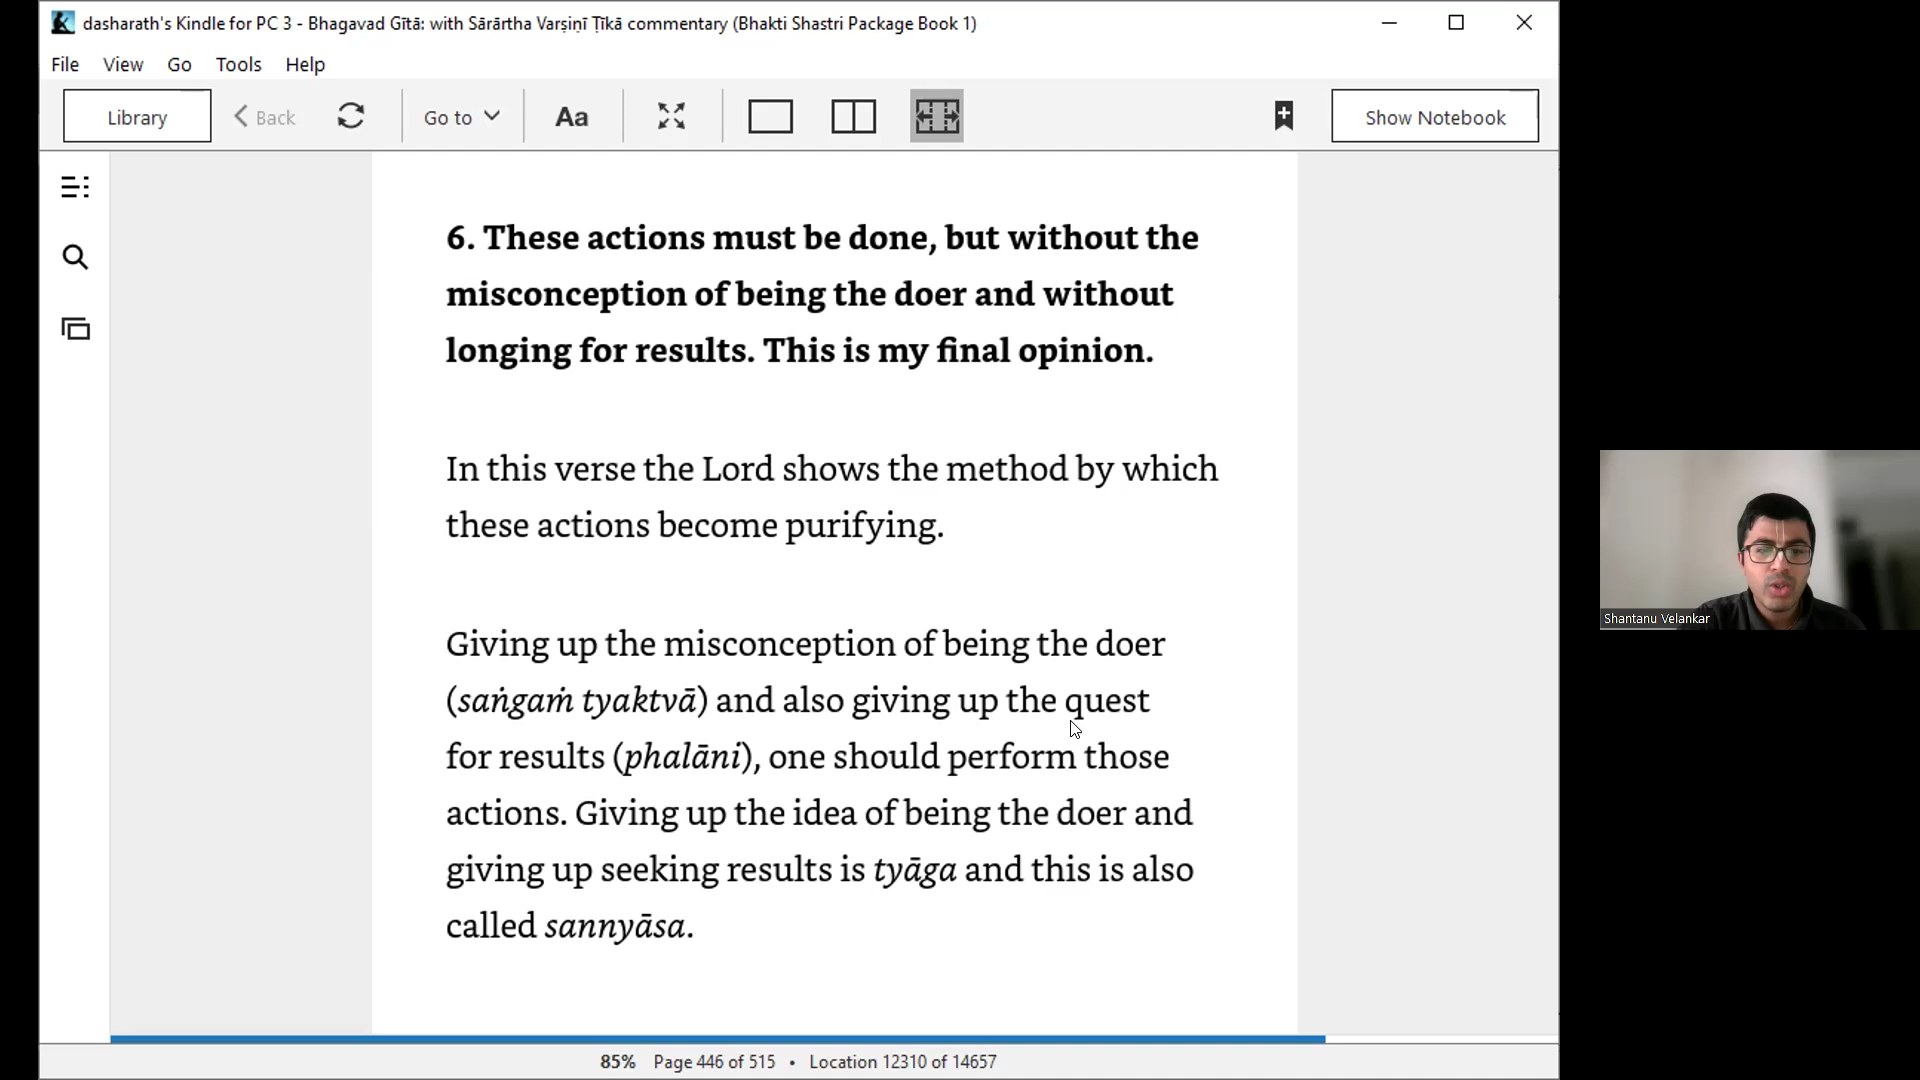 dasharath's Kindle for PC 3 - Bhagavad Gītā: with Sārārtha Varṣiṇī Ṭīkā commentary (Bhakti Shastri Package Book 1)
File View Go Tools Help
Library Back Go to Aa Show Notebook
6. These actions must be done, but without the
misconception of being the doer and without
longing for results. This is my final opinion.
In this verse the Lord shows the method by which
these actions become purifying.
Giving up the misconception of being the doer
(saṅgaṁ tyaktvā) and also giving up the quest
for results (phalāni), one should perform those
actions. Giving up the idea of being the doer and
giving up seeking results is tyāga and this is also
called sannyāsa.
85% Page 446 of 515 • Location 12310 of 14657
Shantanu Velankar